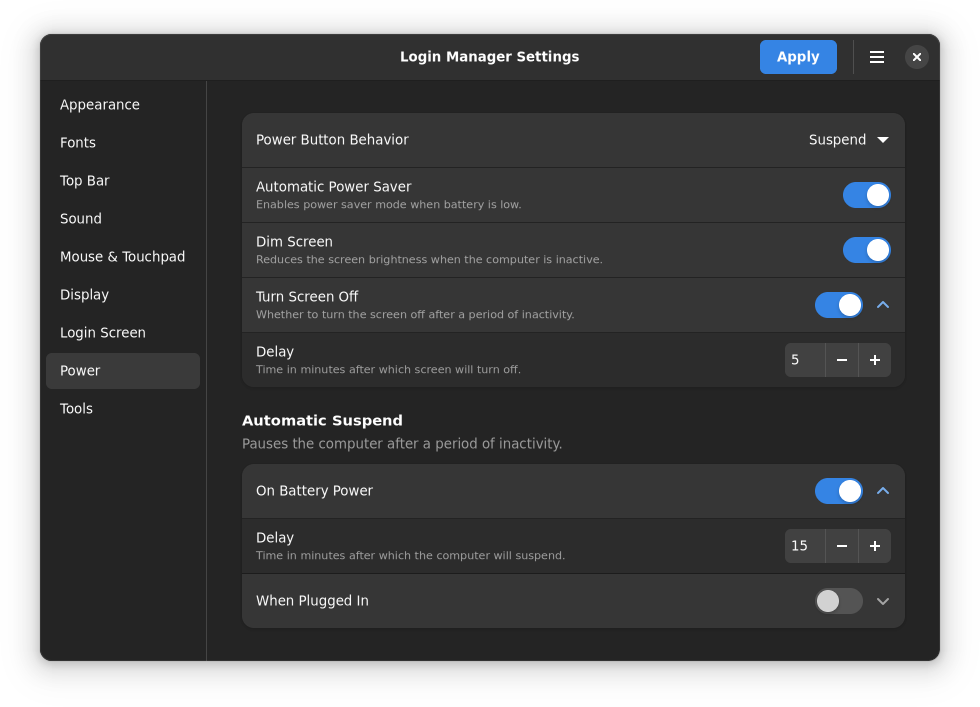 Login Manager Settings
Apply
Appearance
Fonts
Top Bar
Sound
Mouse & Touchpad
Display
Login Screen
Power
Tools
Power Button Behavior
Suspend
Automatic Power Saver
Enables power saver mode when battery is low.
Dim Screen
Reduces the screen brightness when the computer is inactive.
Turn Screen Off
Whether to turn the screen off after a period of inactivity.
Delay
Time in minutes after which screen will turn off.
5
Automatic Suspend
Pauses the computer after a period of inactivity.
On Battery Power
Delay
Time in minutes after which the computer will suspend.
15
When Plugged In